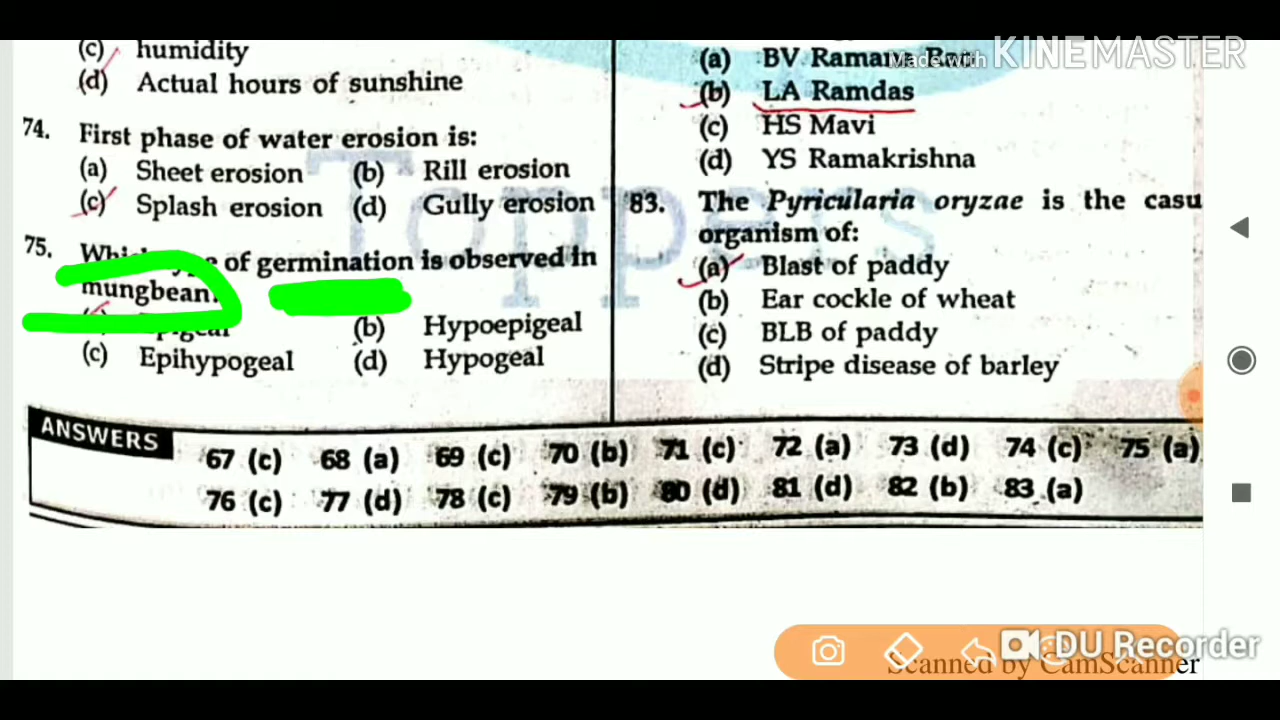 (c) humidity
(d) Actual hours of sunshine
74. First phase of water erosion is:
(a) Sheet erosion (b) Rill erosion
(c) Splash erosion (d) Gully erosion
75. Which type of germination is observed in
mungbean.
Epigeal (b) Hypoepigeal
(c) Epihypogeal (d) Hypogeal
(a) BV Ramana Rao
(b) LA Ramdas
(c) HS Mavi
(d) YS Ramakrishna
83. The Pyricularia oryzae is the casu
organism of:
(a) Blast of paddy
(b) Ear cockle of wheat
(c) BLB of paddy
(d) Stripe disease of barley
Toppers
ANSWERS
67 (c) 68 (a) 69 (c) 70 (b) 71 (c) 72 (a) 73 (d) 74 (c) 75 (a)
76 (c) 77 (d) 78 (c) 79 (b) 80 (d) 81 (d) 82 (b) 83 (a)
Made with KINEMASTER
DU Recorder
Scanned by CamScanner